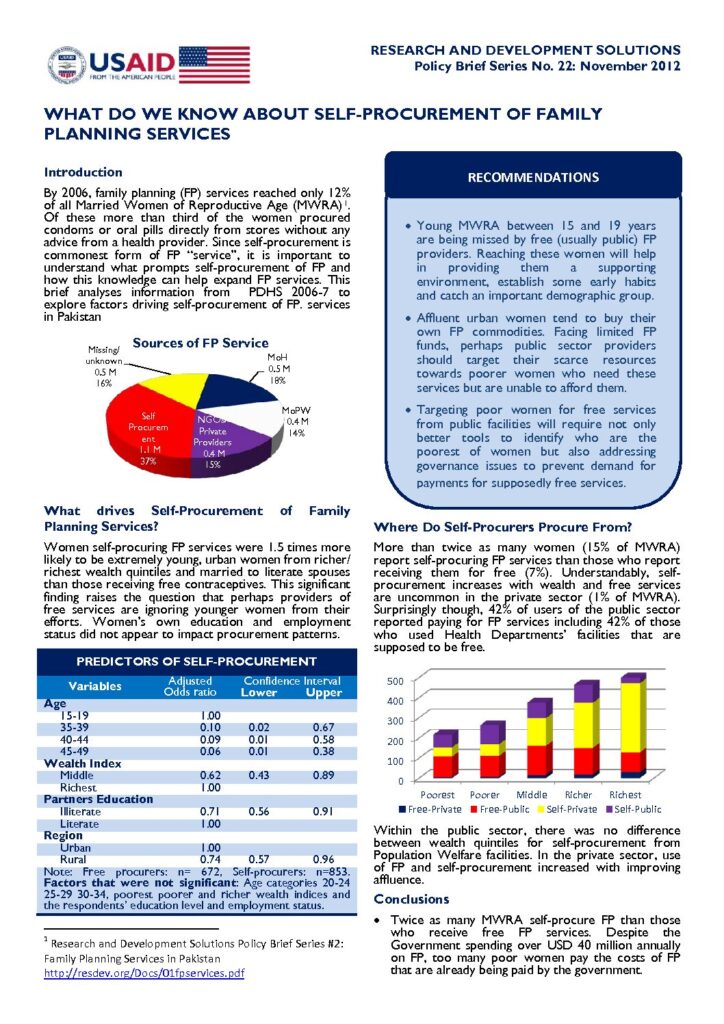 USAID
FROM THE AMERICAN PEOPLE
RESEARCH AND DEVELOPMENT SOLUTIONS
Policy Brief Series No. 22: November 2012
WHAT DO WE KNOW ABOUT SELF-PROCUREMENT OF FAMILY
PLANNING SERVICES
Introduction
By 2006, family planning (FP) services reached only 12%
of all Married Women of Reproductive Age (MWRA)1.
Of these more than third of the women procured
condoms or oral pills directly from stores without any
advice from a health provider. Since self-procurement is
commonest form of FP "service", it is important to
understand what prompts self-procurement of FP and
how this knowledge can help expand FP services. This
brief analyses information from PDHS 2006-7 to
explore factors driving self-procurement of FP. services
in Pakistan
Sources of FP Service
Missing/
unknown
0.5 M
16%
MoH
0.5 M
18%
MoPW
0.4 M
14%
NGOs/
Private
Providers
0.4 M
15%
Self
Procurem
ent
1.1 M
37%
What drives Self-Procurement of Family
Planning Services?
Women self-procuring FP services were 1.5 times more
likely to be extremely young, urban women from richer/
richest wealth quintiles and married to literate spouses
than those receiving free contraceptives. This significant
finding raises the question that perhaps providers of
free services are ignoring younger women from their
efforts. Women's own education and employment
status did not appear to impact procurement patterns.
PREDICTORS OF SELF-PROCUREMENT
Variables Adjusted Odds ratio Confidence Interval Lower Upper
Age
15-19 1.00
35-39 0.10 0.02 0.67
40-44 0.09 0.01 0.58
45-49 0.06 0.01 0.38
Wealth Index
Middle 0.62 0.43 0.89
Richest 1.00
Partners Education
Illiterate 0.71 0.56 0.91
Literate 1.00
Region
Urban 1.00
Rural 0.74 0.57 0.96
Note: Free procurers: n= 672, Self-procurers: n=853.
Factors that were not significant: Age categories 20-24
25-29 30-34, poorest poorer and richer wealth indices and
the respondents' education level and employment status.
1 Research and Development Solutions Policy Brief Series #2:
Family Planning Services in Pakistan
http://resdev.org/Docs/01fpservices.pdf
RECOMMENDATIONS
• Young MWRA between 15 and 19 years
are being missed by free (usually public) FP
providers. Reaching these women will help
in providing them a supporting
environment, establish some early habits
and catch an important demographic group.
• Affluent urban women tend to buy their
own FP commodities. Facing limited FP
funds, perhaps public sector providers
should target their scarce resources
towards poorer women who need these
services but are unable to afford them.
• Targeting poor women for free services
from public facilities will require not only
better tools to identify who are the
poorest of women but also addressing
governance issues to prevent demand for
payments for supposedly free services.
Where Do Self-Procurers Procure From?
More than twice as many women (15% of MWRA)
report self-procuring FP services than those who report
receiving them for free (7%). Understandably, self-
procurement increases with wealth and free services
are uncommon in the private sector (1% of MWRA).
Surprisingly though, 42% of users of the public sector
reported paying for FP services including 42% of those
who used Health Departments' facilities that are
supposed to be free.
500
400
300
200
100
0
Poorest Poorer Middle Richer Richest
Free-Private Free-Public Self-Private Self-Public
Within the public sector, there was no difference
between wealth quintiles for self-procurement from
Population Welfare facilities. In the private sector, use
of FP and self-procurement increased with improving
affluence.
Conclusions
• Twice as many MWRA self-procure FP than those
who receive free FP services. Despite the
Government spending over USD 40 million annually
on FP, too many poor women pay the costs of FP
that are already being paid by the government.